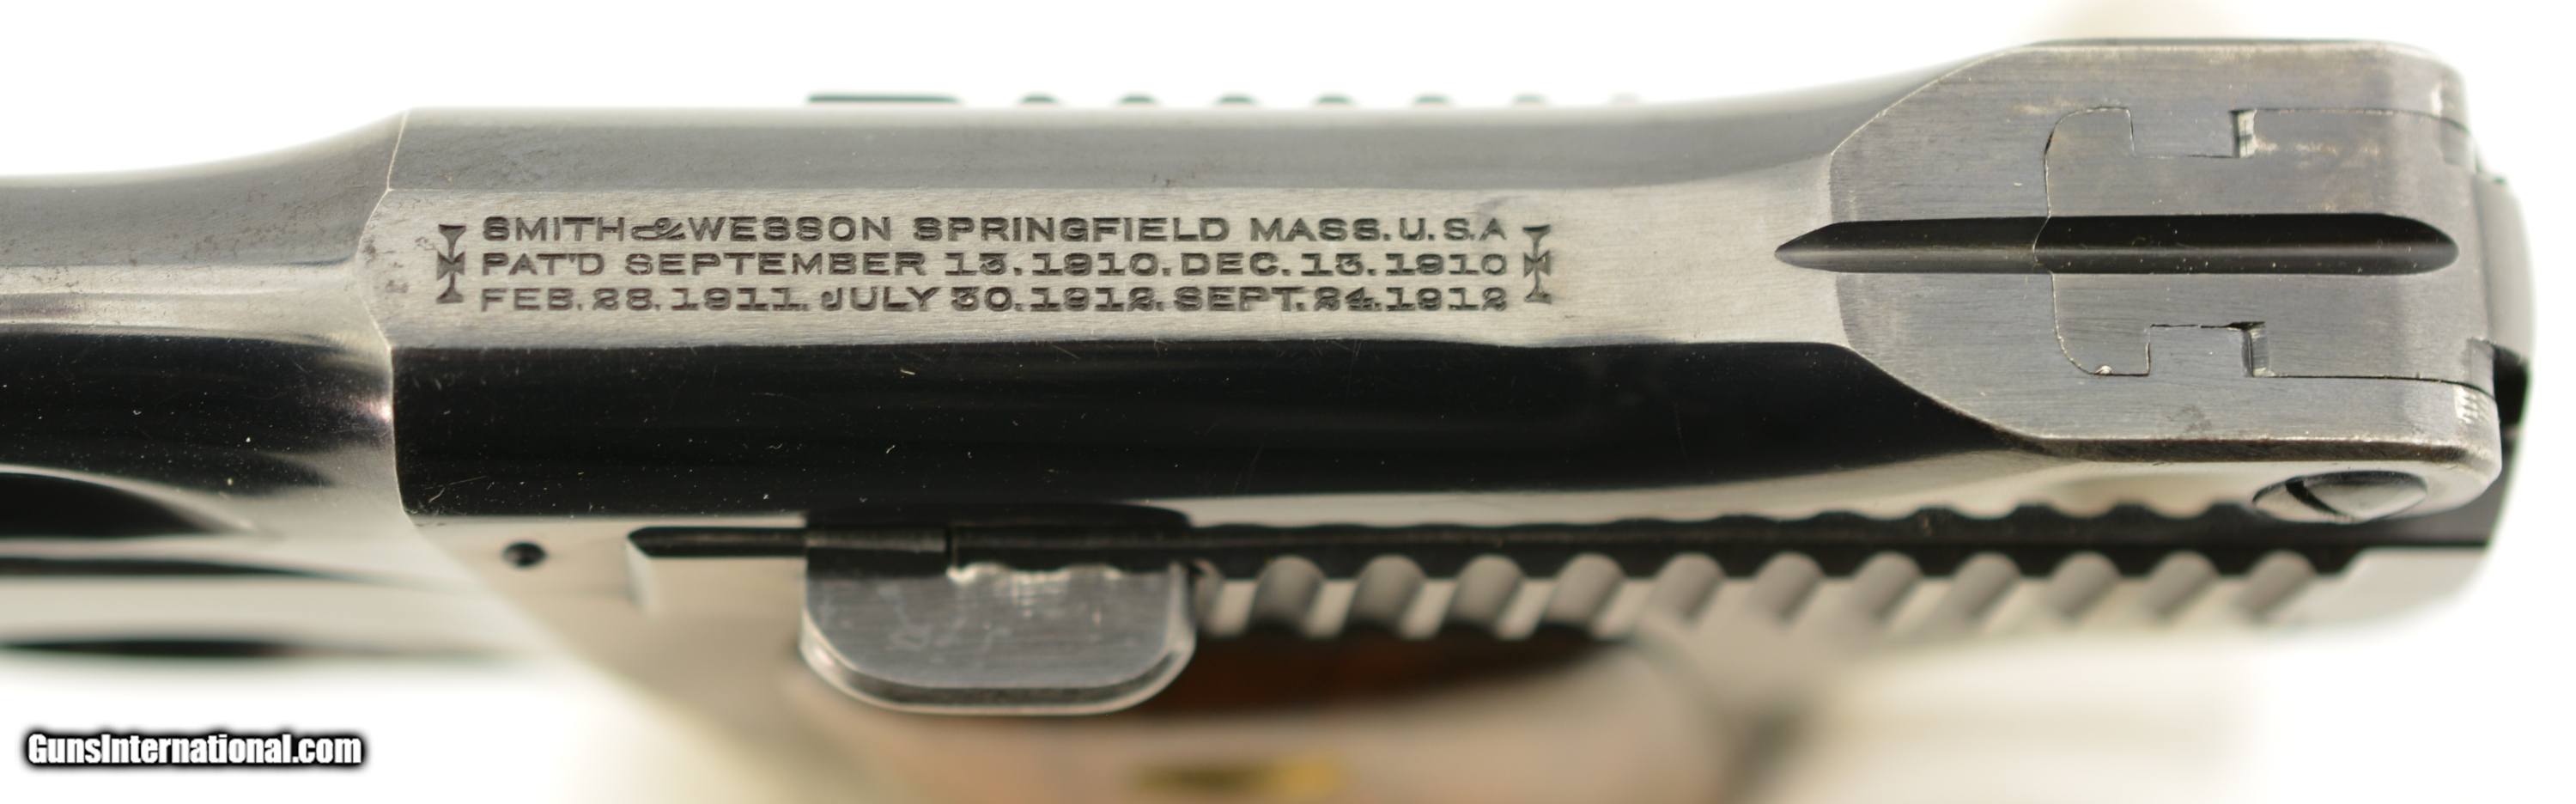 SMITH & WESSON SPRINGFIELD MASS. U. S. A
PAT'D SEPTEMBER 13. 1910. DEC. 13. 1910
FEB. 28. 1911. JULY 30. 1912. SEPT. 24. 1912
GunsInternational.com